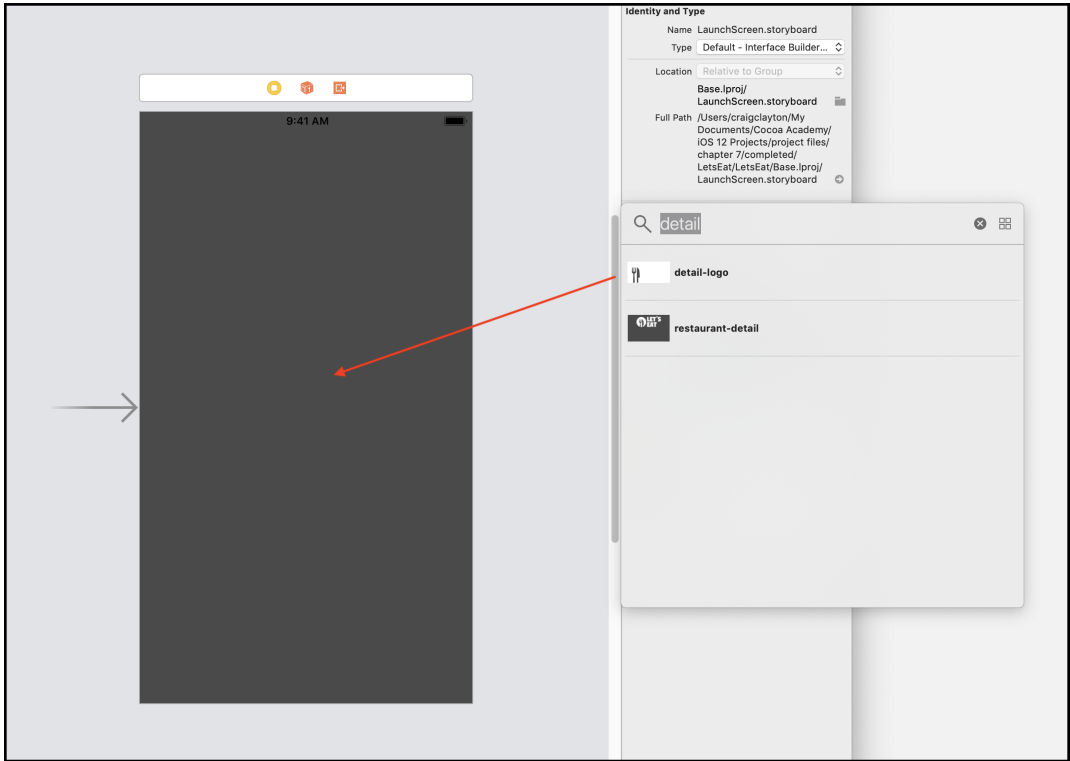 Identity and Type
Name LaunchScreen.storyboard
Type Default - Interface Builder...
Location Relative to Group
Base.lproj/
LaunchScreen.storyboard
Full Path /Users/craigclayton/My
Documents/Cocoa Academy/
iOS 12 Projects/project files/
chapter 7/completed/
LetsEat/LetsEat/Base.lproj/
LaunchScreen.storyboard
9:41 AM
detail
detail-logo
LET'S
EAT
restaurant-detail